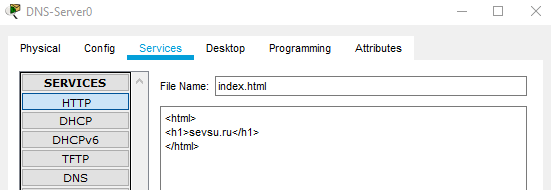 DNS-Server0
Physical Config Services Desktop Programming Attributes
SERVICES
HTTP
DHCP
DHCPv6
TFTP
DNS
File Name: index.html
<html>
<h1>sevsu.ru</h1>
</html>